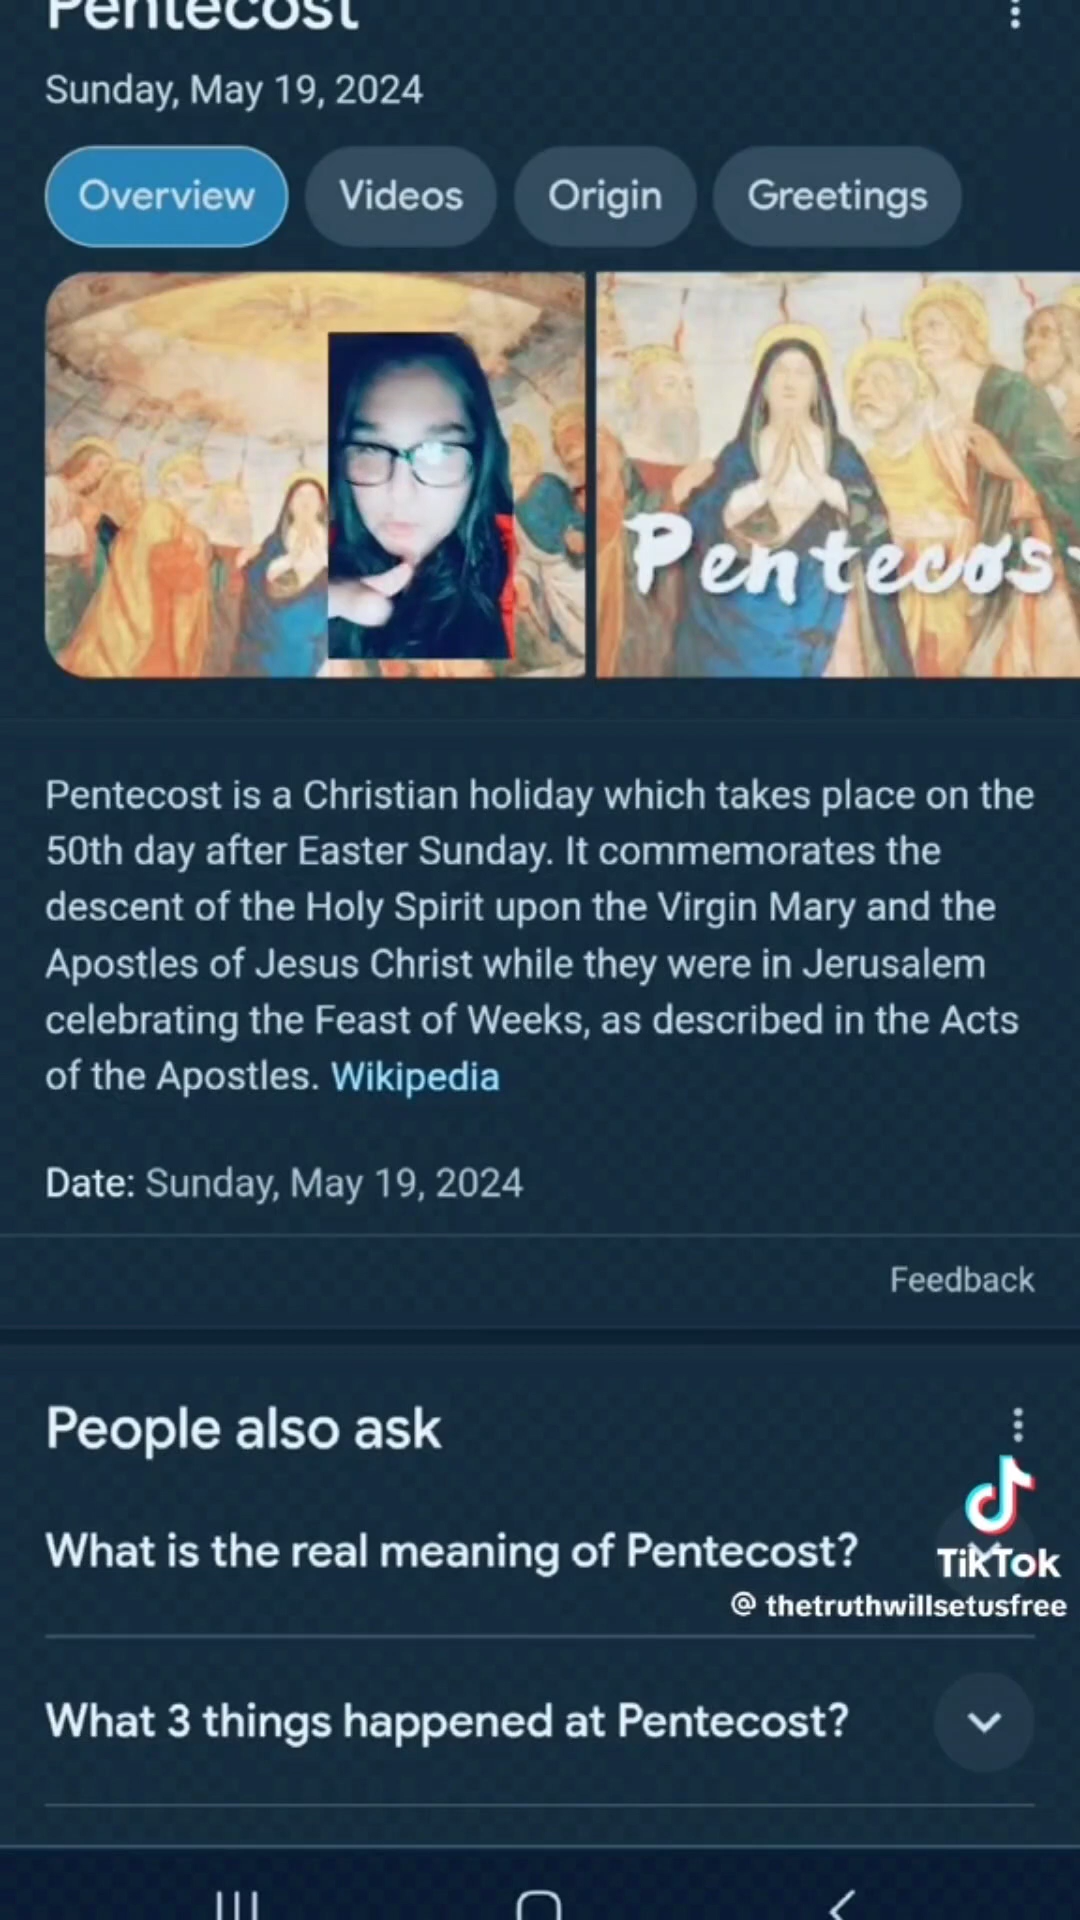 Pentecost
Sunday, May 19, 2024
Overview
Videos
Origin
Greetings
Pentecos
Pentecost is a Christian holiday which takes place on the
50th day after Easter Sunday. It commemorates the
descent of the Holy Spirit upon the Virgin Mary and the
Apostles of Jesus Christ while they were in Jerusalem
celebrating the Feast of Weeks, as described in the Acts
of the Apostles. Wikipedia
Date: Sunday, May 19, 2024
Feedback
People also ask
What is the real meaning of Pentecost?
TikTok
@ thetruthwillsetusfree
What 3 things happened at Pentecost?